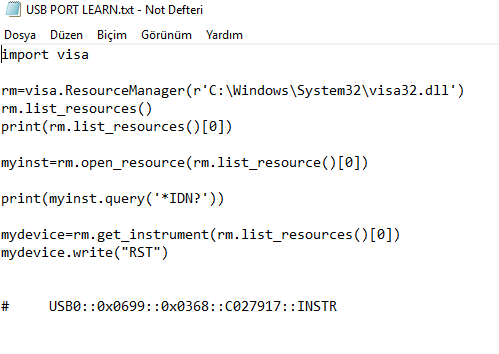 USB PORT LEARN.txt - Not Defteri
Dosya Düzen Biçim Görünüm Yardım
import visa
rm=visa.ResourceManager(r'C:\Windows\System32\visa32.dll')
rm.list_resources()
print(rm.list_resources()[0])
myinst=rm.open_resource(rm.list_resource()[0])
print(myinst.query('*IDN?'))
mydevice=rm.get_instrument(rm.list_resources()[0])
mydevice.write("RST")
# USB0::0x0699::0x0368::C027917::INSTR